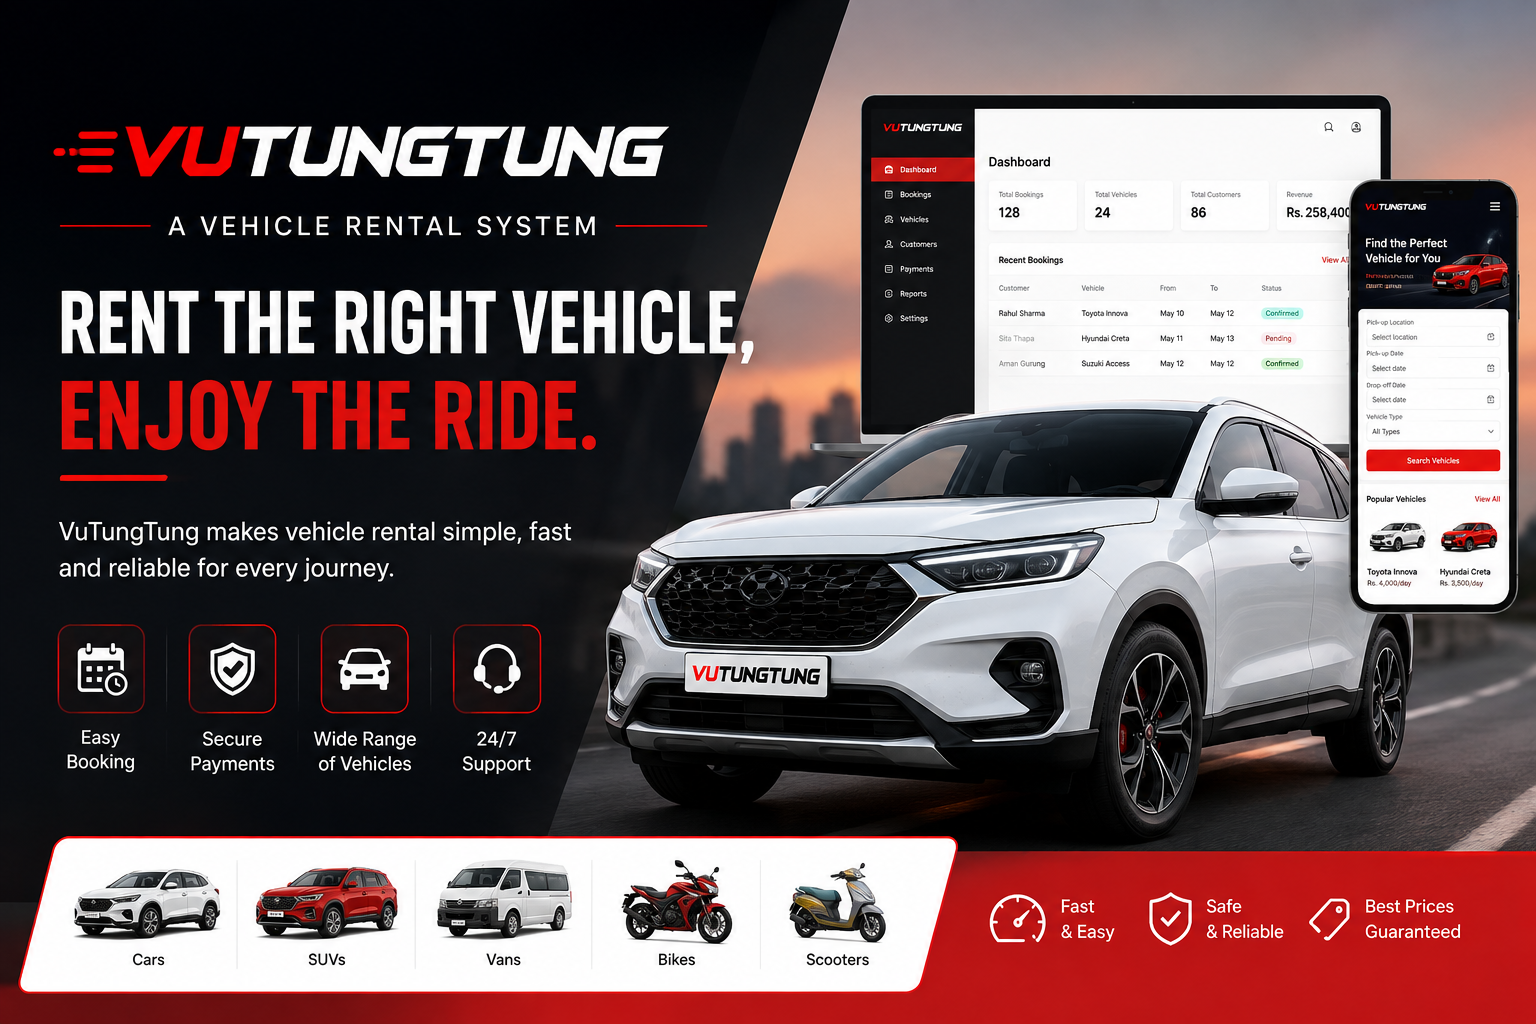 VUTUNGTUNG
A VEHICLE RENTAL SYSTEM
RENT THE RIGHT VEHICLE,
ENJOY THE RIDE.
VuTungTung makes vehicle rental simple, fast
and reliable for every journey.
Easy
Booking
Secure
Payments
Wide Range
of Vehicles
24/7
Support
Cars
SUVs
Vans
Bikes
Scooters
VUTUNGTUNG
Dashboard
Bookings
Vehicles
Customers
Payments
Reports
Settings
Dashboard
Total Bookings
128
Total Vehicles
24
Total Customers
86
Revenue
Rs. 258,400
Recent Bookings
View All
Customer Vehicle From To Status
Rahul Sharma Toyota Innova May 10 May 12 Confirmed
Sita Thapa Hyundai Creta May 11 May 13 Pending
Aman Gurung Suzuki Access May 12 May 12 Confirmed
VUTUNGTUNG
Find the Perfect
Vehicle for You
Pick-up Location
Select location
Pick-up Date
Select date
Drop-off Date
Select date
Vehicle Type
All Types
Search Vehicles
Popular Vehicles View All
Toyota Innova
Rs. 4,000/day
Hyundai Creta
Rs. 3,500/day
VUTUNGTUNG
Fast
& Easy
Safe
& Reliable
Best Prices
Guaranteed